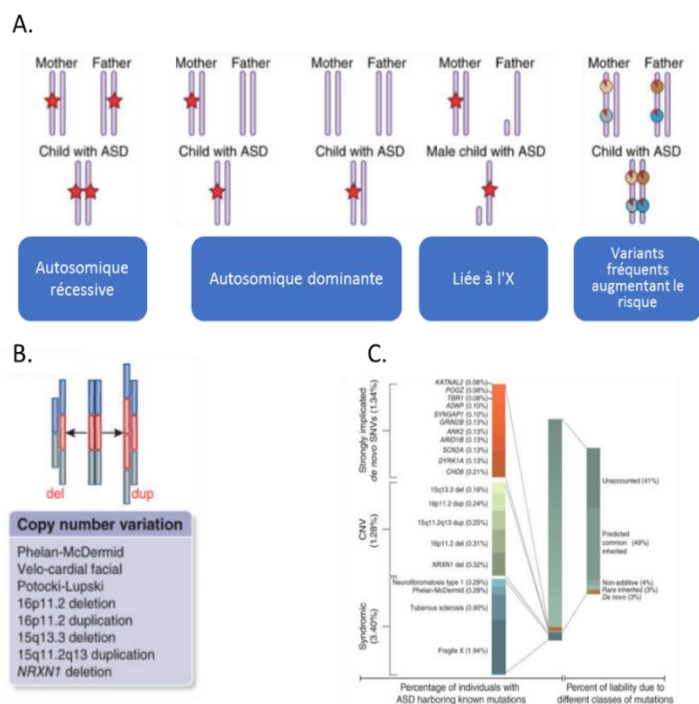 A.
Mother Father
Child with ASD
Mother Father
Child with ASD
Mother Father
Child with ASD
Mother Father
Male child with ASD
Mother Father
Child with ASD
Autosomique
récessive
Autosomique dominante
Liée à l'X
Variants
fréquents
augmentant le
risque
B.
del
dup
Copy number variation
Phelan-McDermid
Velo-cardial facial
Potocki-Lupski
16p11.2 deletion
16p11.2 duplication
15q13.3 deletion
15q11.2q13 duplication
NRXN1 deletion
C.
Strongly implicated
de novo SNVs (1.34%)
KATNAL2 (0.08%)
POGZ (0.08%)
TBR1 (0.08%)
ADNP (0.10%)
SYNGAP1 (0.10%)
GRIN2B (0.13%)
ANK2 (0.13%)
ARID1B (0.13%)
SCN2A (0.13%)
DYRK1A (0.13%)
CHD8 (0.21%)
CNV
(1.28%)
15q13.3 del (0.16%)
16p11.2 dup (0.24%)
15q11.2q13 dup (0.25%)
16p11.2 del (0.31%)
NRXN1 del (0.32%)
Syndromic
(3.40%)
Neurofibromatosis type 1 (0.28%)
Phelan-McDermid (0.28%)
Tuberous sclerosis (0.90%)
Fragile X (1.94%)
Unaccounted (41%)
Predicted
common (49%)
inherited
Non-additive (4%)
Rare inherited (3%)
De novo (3%)
Percentage of individuals with
ASD harboring known mutations
Percent of liability due to
different classes of mutations